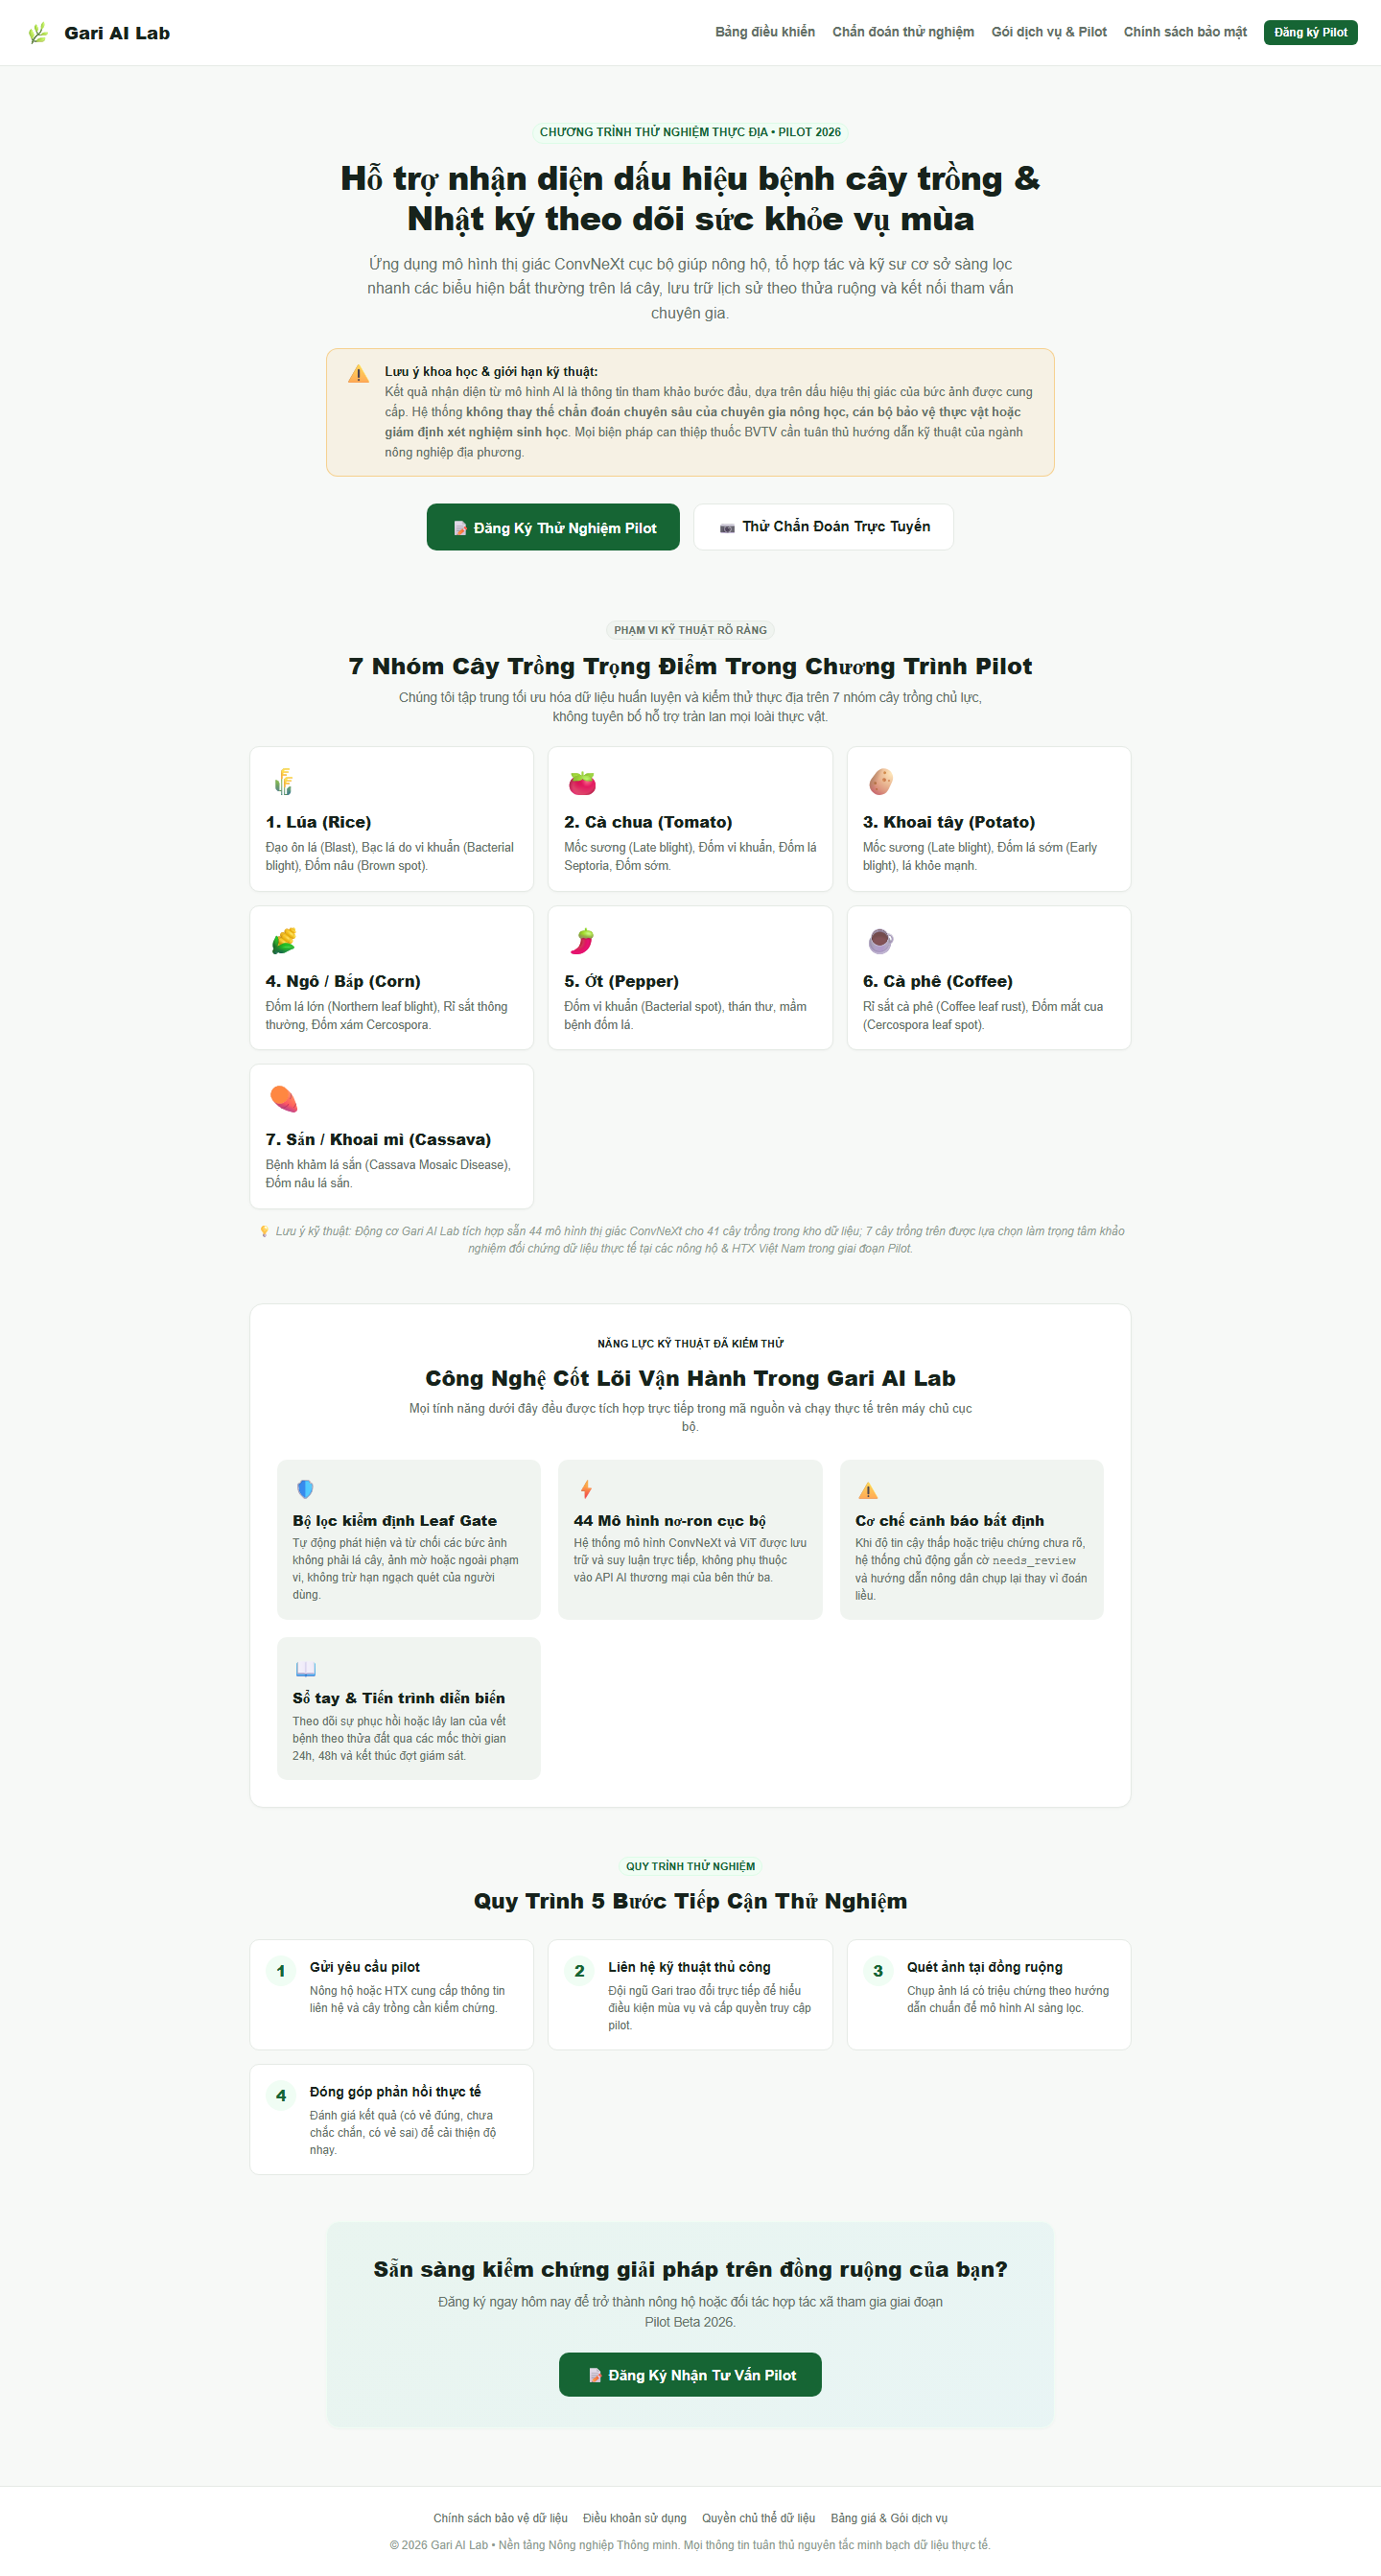 Gari AI Lab
Bảng điều khiển
Chẩn đoán thử nghiệm
Gói dịch vụ & Pilot
Chính sách bảo mật
Đăng ký Pilot
CHƯƠNG TRÌNH THỬ NGHIỆM THỰC ĐỊA • PILOT 2026
Hỗ trợ nhận diện dấu hiệu bệnh cây trồng &
Nhật ký theo dõi sức khỏe vụ mùa
Ứng dụng mô hình thị giác ConvNeXt cục bộ giúp nông hộ, tổ hợp tác và kỹ sư cơ sở sàng lọc
nhanh các biểu hiện bất thường trên lá cây, lưu trữ lịch sử theo thửa ruộng và kết nối tham vấn
chuyên gia.
Lưu ý khoa học & giới hạn kỹ thuật:
Kết quả nhận diện từ mô hình AI là thông tin tham khảo bước đầu, dựa trên dấu hiệu thị giác của bức ảnh được cung
cấp. Hệ thống không thay thế chẩn đoán chuyên sâu của chuyên gia nông học, cán bộ bảo vệ thực vật hoặc
giám định xét nghiệm sinh học. Mọi biện pháp can thiệp thuốc BVTV cần tuân thủ hướng dẫn kỹ thuật của ngành
nông nghiệp địa phương.
Đăng Ký Thử Nghiệm Pilot
Thử Chẩn Đoán Trực Tuyến
PHẠM VI KỸ THUẬT RÕ RÀNG
7 Nhóm Cây Trồng Trọng Điểm Trong Chương Trình Pilot
Chúng tôi tập trung tối ưu hóa dữ liệu huấn luyện và kiểm thử thực địa trên 7 nhóm cây trồng chủ lực,
không tuyên bố hỗ trợ tràn lan mọi loài thực vật.
1. Lúa (Rice)
Đạo ôn lá (Blast), Bạc lá do vi khuẩn (Bacterial
blight), Đốm nâu (Brown spot).
2. Cà chua (Tomato)
Mốc sương (Late blight), Đốm vi khuẩn, Đốm lá
Septoria, Đốm sớm.
3. Khoai tây (Potato)
Mốc sương (Late blight), Đốm lá sớm (Early
blight), lá khỏe mạnh.
4. Ngô / Bắp (Corn)
Đốm lá lớn (Northern leaf blight), Rỉ sắt thông
thường, Đốm xám Cercospora.
5. Ớt (Pepper)
Đốm vi khuẩn (Bacterial spot), thán thư, mầm
bệnh đốm lá.
6. Cà phê (Coffee)
Rỉ sắt cà phê (Coffee leaf rust), Đốm mắt cua
(Cercospora leaf spot).
7. Sắn / Khoai mì (Cassava)
Bệnh khảm lá sắn (Cassava Mosaic Disease),
Đốm nâu lá sắn.
Lưu ý kỹ thuật: Động cơ Gari AI Lab tích hợp sẵn 44 mô hình thị giác ConvNeXt cho 41 cây trồng trong kho dữ liệu; 7 cây trồng trên được lựa chọn làm trọng tâm khảo
nghiệm đối chứng dữ liệu thực tế tại các nông hộ & HTX Việt Nam trong giai đoạn Pilot.
NĂNG LỰC KỸ THUẬT ĐÃ KIỂM THỬ
Công Nghệ Cốt Lõi Vận Hành Trong Gari AI Lab
Mọi tính năng dưới đây đều được tích hợp trực tiếp trong mã nguồn và chạy thực tế trên máy chủ cục
bộ.
Bộ lọc kiểm định Leaf Gate
Tự động phát hiện và từ chối các bức ảnh
không phải lá cây, ảnh mờ hoặc ngoài phạm
vi, không trừ hạn ngạch quét của người
dùng.
44 Mô hình nơ-ron cục bộ
Hệ thống mô hình ConvNeXt và ViT được lưu
trữ và suy luận trực tiếp, không phụ thuộc
vào API AI thương mại của bên thứ ba.
Cơ chế cảnh báo bất định
Khi độ tin cậy thấp hoặc triệu chứng chưa rõ,
hệ thống chủ động gắn cờ needs_review
và hướng dẫn nông dân chụp lại thay vì đoán
liều.
Sổ tay & Tiến trình diễn biến
Theo dõi sự phục hồi hoặc lây lan của vết
bệnh theo thửa đất qua các mốc thời gian
24h, 48h và kết thúc đợt giám sát.
QUY TRÌNH THỬ NGHIỆM
Quy Trình 5 Bước Tiếp Cận Thử Nghiệm
1
Gửi yêu cầu pilot
Nông hộ hoặc HTX cung cấp thông tin
liên hệ và cây trồng cần kiểm chứng.
2
Liên hệ kỹ thuật thủ công
Đội ngũ Gari trao đổi trực tiếp để hiểu
điều kiện mùa vụ và cấp quyền truy cập
pilot.
3
Quét ảnh tại đồng ruộng
Chụp ảnh lá có triệu chứng theo hướng
dẫn chuẩn để mô hình AI sàng lọc.
4
Đóng góp phản hồi thực tế
Đánh giá kết quả (có vẻ đúng, chưa
chắc chắn, có vẻ sai) để cải thiện độ
nhạy.
Sẵn sàng kiểm chứng giải pháp trên đồng ruộng của bạn?
Đăng ký ngay hôm nay để trở thành nông hộ hoặc đối tác hợp tác xã tham gia giai đoạn
Pilot Beta 2026.
Đăng Ký Nhận Tư Vấn Pilot
Chính sách bảo vệ dữ liệu
Điều khoản sử dụng
Quyền chủ thể dữ liệu
Bảng giá & Gói dịch vụ
© 2026 Gari AI Lab • Nền tảng Nông nghiệp Thông minh. Mọi thông tin tuân thủ nguyên tắc minh bạch dữ liệu thực tế.